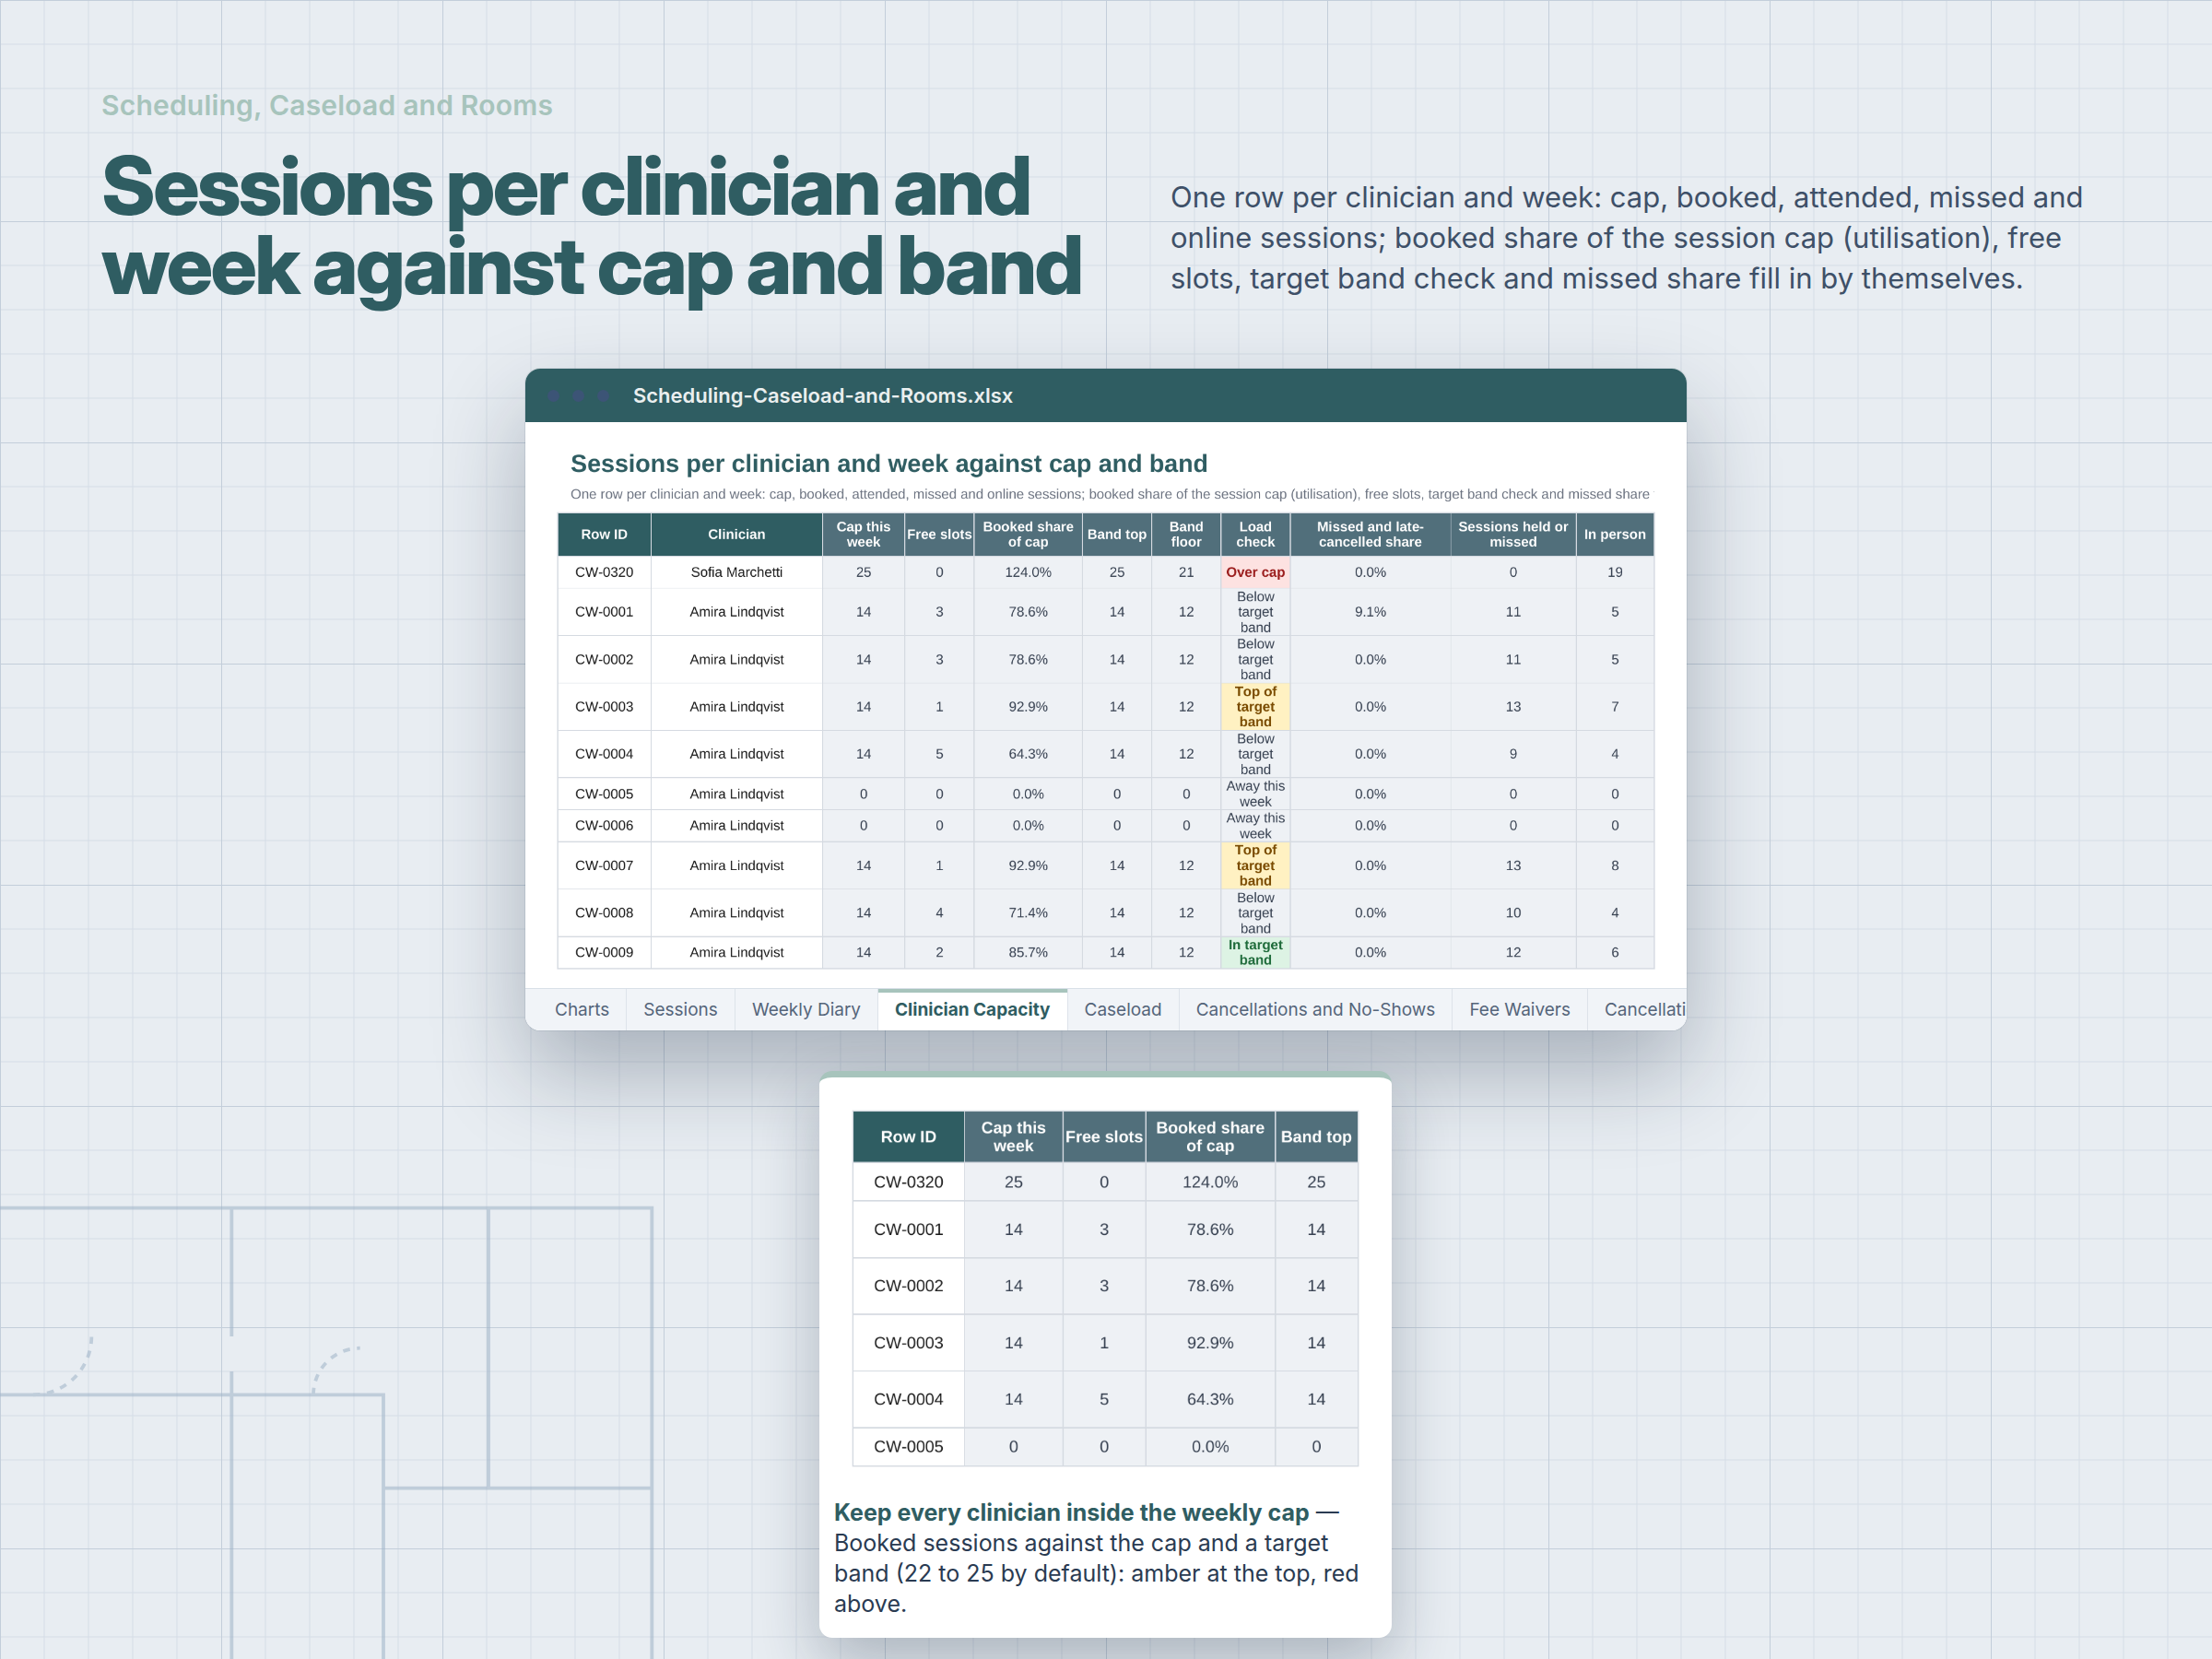 Scheduling, Caseload and Rooms
Sessions per clinician and
week against cap and band
One row per clinician and week: cap, booked, attended, missed and
online sessions; booked share of the session cap (utilisation), free
slots, target band check and missed share fill in by themselves.
Scheduling-Caseload-and-Rooms.xlsx
Sessions per clinician and week against cap and band
One row per clinician and week: cap, booked, attended, missed and online sessions; booked share of the session cap (utilisation), free slots, target band check and missed share
Row ID Clinician Cap this week Free slots Booked share of cap Band top Band floor Load check Missed and late-cancelled share Sessions held or missed In person
CW-0320 Sofia Marchetti 25 0 124.0% 25 21 Over cap 0.0% 0 19
CW-0001 Amira Lindqvist 14 3 78.6% 14 12 Below target band 9.1% 11 5
CW-0002 Amira Lindqvist 14 3 78.6% 14 12 Below target band 0.0% 11 5
CW-0003 Amira Lindqvist 14 1 92.9% 14 12 Top of target band 0.0% 13 7
CW-0004 Amira Lindqvist 14 5 64.3% 14 12 Below target band 0.0% 9 4
CW-0005 Amira Lindqvist 0 0 0.0% 0 0 Away this week 0.0% 0 0
CW-0006 Amira Lindqvist 0 0 0.0% 0 0 Away this week 0.0% 0 0
CW-0007 Amira Lindqvist 14 1 92.9% 14 12 Top of target band 0.0% 13 8
CW-0008 Amira Lindqvist 14 4 71.4% 14 12 Below target band 0.0% 10 4
CW-0009 Amira Lindqvist 14 2 85.7% 14 12 In target band 0.0% 12 6
Charts Sessions Weekly Diary Clinician Capacity Caseload Cancellations and No-Shows Fee Waivers Cancellati
Row ID Cap this week Free slots Booked share of cap Band top
CW-0320 25 0 124.0% 25
CW-0001 14 3 78.6% 14
CW-0002 14 3 78.6% 14
CW-0003 14 1 92.9% 14
CW-0004 14 5 64.3% 14
CW-0005 0 0 0.0% 0
Keep every clinician inside the weekly cap —
Booked sessions against the cap and a target
band (22 to 25 by default): amber at the top, red
above.